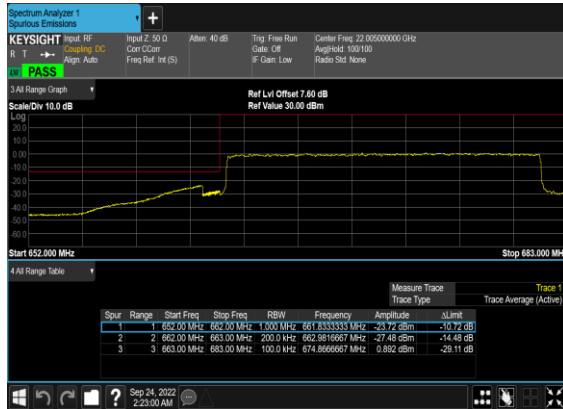 Spectrum Analyzer 1
Spurious Emissions
KEYSIGHT Input: RF Input Z: 50 Ω Atten: 40 dB Trig: Free Run Center Freq: 22.005000000 GHz
R T Coupling: DC Corr CCorr Gate: Off Avg|Hold: 100/100
Align: Auto Freq Ref: Int (S) IF Gain: Low Radio Std: None
PASS
3 All Range Graph
Ref Lvl Offset 7.60 dB
Scale/Div 10.0 dB Ref Value 30.00 dBm
Log
20.0
10.0
0.00
-10.0
-20.0
-30.0
-40.0
-50.0
-60.0
Start 652.000 MHz Stop 683.000 MH
4 All Range Table
Measure Trace Trace 1
Trace Type Trace Average (Active)
Spur Range Start Freq Stop Freq RBW Frequency Amplitude ΔLimit
1 1 652.00 MHz 662.00 MHz 1.000 MHz 661.8333333 MHz -23.72 dBm -10.72 dB
2 2 662.00 MHz 663.00 MHz 200.0 kHz 662.9816667 MHz -27.48 dBm -14.48 dB
3 3 663.00 MHz 683.00 MHz 100.0 kHz 674.8666667 MHz 0.892 dBm -29.11 dB
? Sep 24, 2022
2:23:00 AM